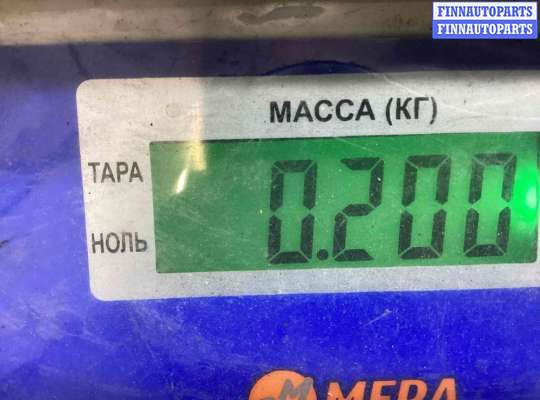 FINNAUTOPARTS
FINNAUTOPARTS
МАССА (КГ)
ТАРА
0.200
НОЛЬ
МЕРА